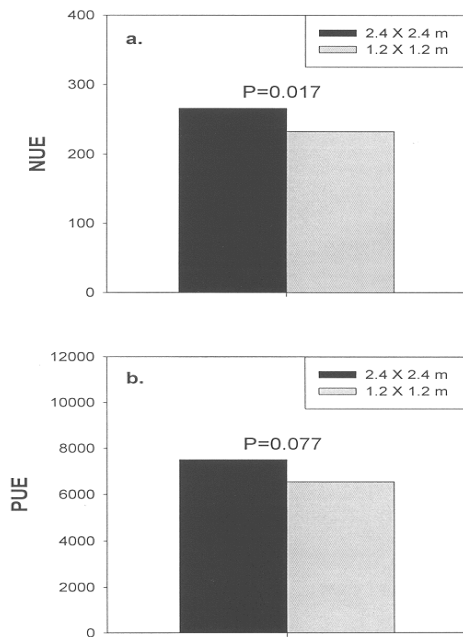 400
a.
2.4 X 2.4 m
1.2 X 1.2 m
300
P=0.017
NUE
200
100
0
12000
b.
2.4 X 2.4 m
1.2 X 1.2 m
10000
P=0.077
8000
PUE
6000
4000
2000
0